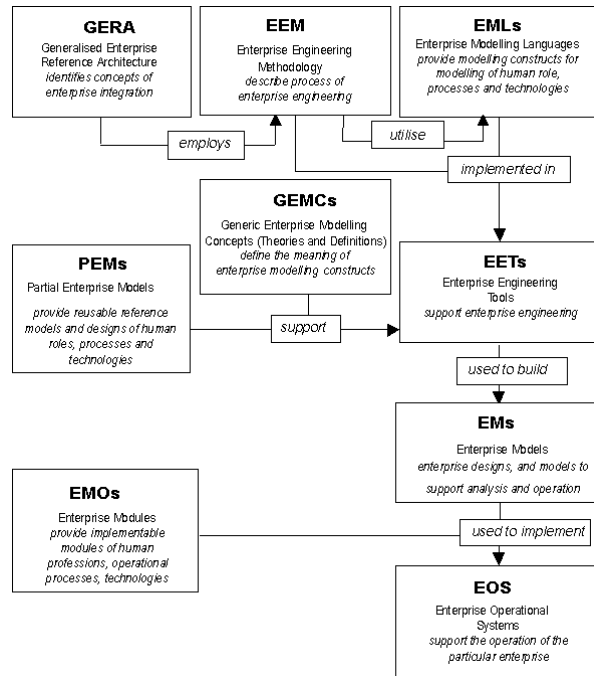 GERA
Generalised Enterprise
Reference Architecture
identifies concepts of
enterprise integration
EEM
Enterprise Engineering
Methodology
describe process of
enterprise engineering
EMLs
Enterprise Modelling Languages
provide modelling constructs for
modelling of human role,
processes and technologies
employs
utilise
implemented in
GEMCs
Generic Enterprise Modelling
Concepts (Theories and Definitions)
define the meaning of
enterprise modelling constructs
PEMs
Partial Enterprise Models
provide reusable reference
models and designs of human
roles, processes and
technologies
EETs
Enterprise Engineering
Tools
support enterprise engineering
support
used to build
EMs
Enterprise Models
enterprise designs, and models to
support analysis and operation
EMOs
Enterprise Modules
provide implementable
modules of human
professions, operational
processes, technologies
used to implement
EOS
Enterprise Operational
Systems
support the operation of the
particular enterprise